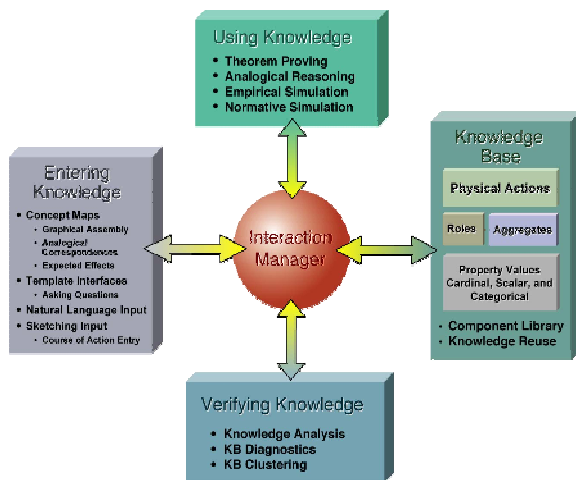 Using Knowledge
• Theorem Proving
• Analogical Reasoning
• Empirical Simulation
• Normative Simulation
Entering
Knowledge
• Concept Maps
• Graphical Assembly
• Analogical
Correspondences
• Expected Effects
• Template Interfaces
• Asking Questions
• Natural Language Input
• Sketching Input
• Course of Action Entry
Interaction
Manager
Knowledge
Base
Physical Actions
Roles
Aggregates
Property Values
Cardinal, Scalar, and
Categorical
• Component Library
• Knowledge Reuse
Verifying Knowledge
• Knowledge Analysis
• KB Diagnostics
• KB Clustering